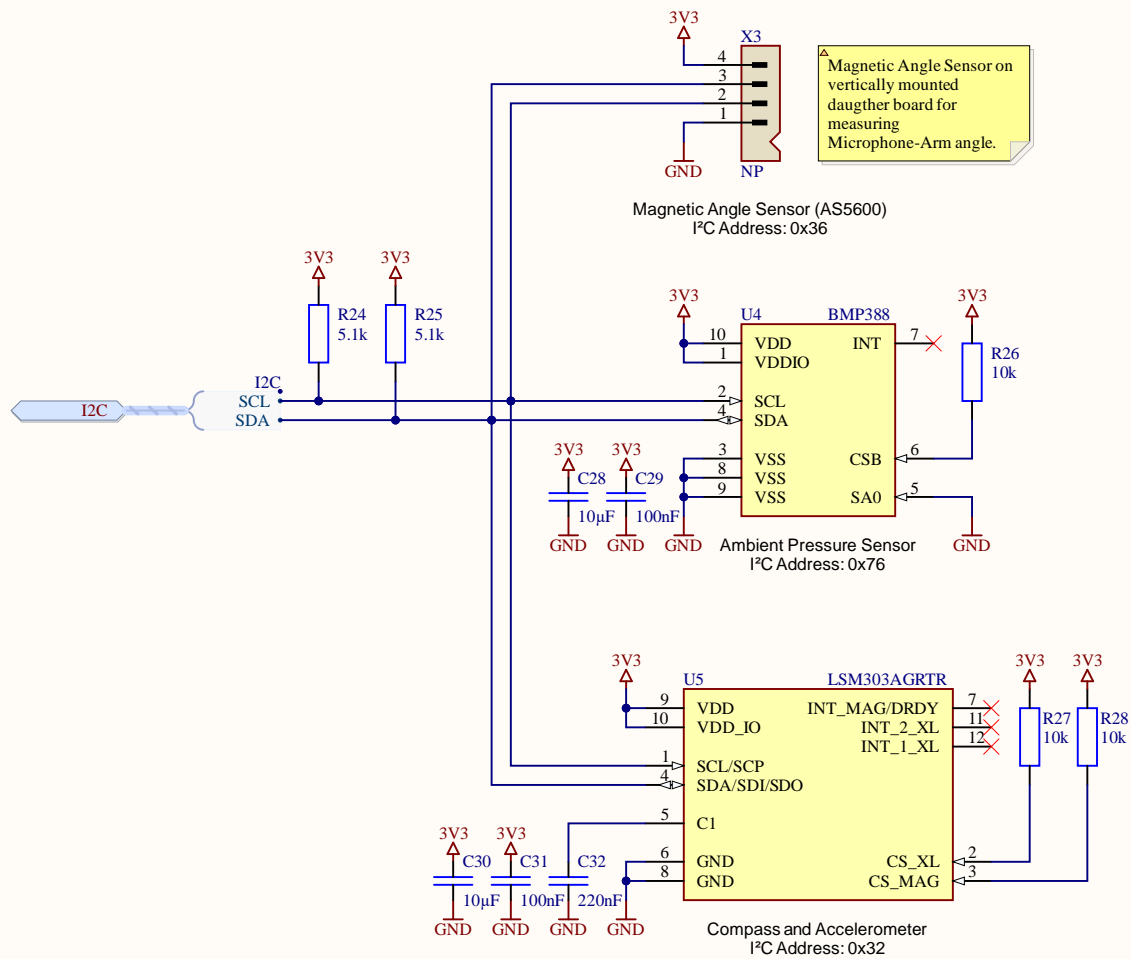 3V3
X3
4
3
2
1
GND
NP
Magnetic Angle Sensor on
vertically mounted
daugther board for
measuring
Microphone-Arm angle.
Magnetic Angle Sensor (AS5600)
I²C Address: 0x36
3V3
3V3
R24
5.1k
R25
5.1k
I2C
I2C
SCL
SDA
3V3
U4
BMP388
3V3
10
VDD
INT
7
1
VDDIO
R26
10k
2
SCL
4
SDA
3
VSS
CSB
6
8
VSS
9
VSS
SA0
5
3V3
C28
10µF
GND
3V3
C29
100nF
GND
GND
GND
Ambient Pressure Sensor
I²C Address: 0x76
3V3
U5
LSM303AGRTR
3V3
3V3
9
VDD
INT_MAG/DRDY
7
10
VDD_IO
INT_2_XL
11
INT_1_XL
12
R27
10k
R28
10k
1
SCL/SCP
4
SDA/SDI/SDO
5
C1
6
GND
CS_XL
2
8
GND
CS_MAG
3
3V3
C30
10µF
GND
3V3
C31
100nF
GND
C32
220nF
GND
GND
Compass and Accelerometer
I²C Address: 0x32